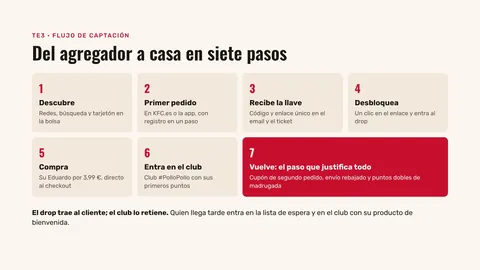 TE3 • FLUJO DE CAPTACIÓN
Del agregador a casa en siete pasos
1
Descubre
Redes, búsqueda y tarjetón en
la bolsa
2
Primer pedido
En KFC.es o la app, con
registro en un paso
3
Recibe la llave
Código y enlace único en el
email y el ticket
4
Desbloquea
Un clic en el enlace y entra al
drop
5
Compra
Su Eduardo por 3,99 €, directo
al checkout
6
Entra en el club
Club #PolloPollo con sus
primeros puntos
7
Vuelve: el paso que justifica todo
Cupón de segundo pedido, envío rebajado y puntos dobles de
madrugada
El drop trae al cliente; el club lo retiene. Quien llega tarde entra en la lista de espera y en el club con su producto de
bienvenida.